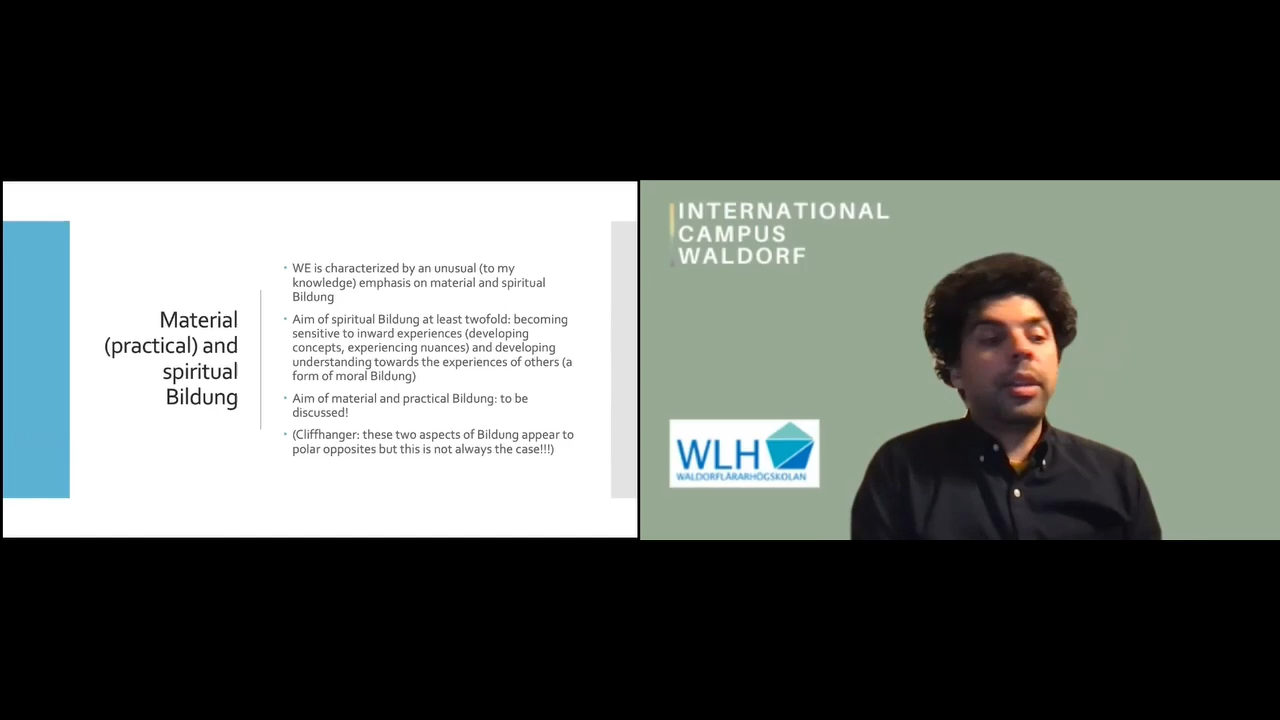 Material
(practical) and
spiritual
Bildung
WE is characterized by an unusual (to my
knowledge) emphasis on material and spiritual
Bildung
Aim of spiritual Bildung at least twofold: becoming
sensitive to inward experiences (developing
concepts, experiencing nuances) and developing
understanding towards the experiences of others (a
form of moral Bildung)
Aim of material and practical Bildung: to be
discussed!
(Cliffhanger: these two aspects of Bildung appear to
polar opposites but this is not always the case!!!)
INTERNATIONAL
CAMPUS
WALDORF
WLH
WALDORFLÄRARHÖGSKOLAN